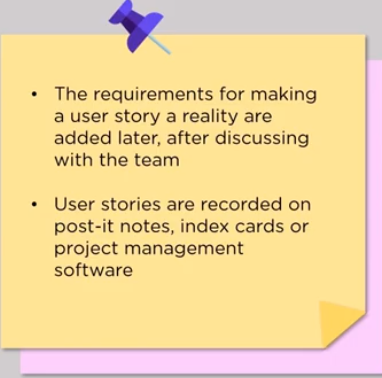 • The requirements for making
a user story a reality are
added later, after discussing
with the team
• User stories are recorded on
post-it notes, index cards or
project management
software